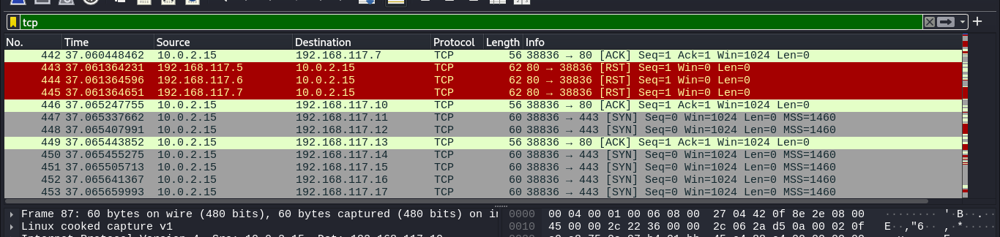 tcp
No. Time Source Destination Protocol Length Info
442 37.060448462 10.0.2.15 192.168.117.7 TCP 56 38836 → 80 [ACK] Seq=1 Ack=1 Win=1024 Len=0
443 37.061364231 192.168.117.5 10.0.2.15 TCP 62 80 → 38836 [RST] Seq=1 Win=0 Len=0
444 37.061364596 192.168.117.6 10.0.2.15 TCP 62 80 → 38836 [RST] Seq=1 Win=0 Len=0
445 37.061364651 192.168.117.7 10.0.2.15 TCP 62 80 → 38836 [RST] Seq=1 Win=0 Len=0
446 37.065247755 10.0.2.15 192.168.117.10 TCP 56 38836 → 80 [ACK] Seq=1 Ack=1 Win=1024 Len=0
447 37.065337662 10.0.2.15 192.168.117.11 TCP 60 38836 → 443 [SYN] Seq=0 Win=1024 Len=0 MSS=1460
448 37.065407991 10.0.2.15 192.168.117.12 TCP 60 38836 → 443 [SYN] Seq=0 Win=1024 Len=0 MSS=1460
449 37.065443852 10.0.2.15 192.168.117.13 TCP 56 38836 → 80 [ACK] Seq=1 Ack=1 Win=1024 Len=0
450 37.065455275 10.0.2.15 192.168.117.14 TCP 60 38836 → 443 [SYN] Seq=0 Win=1024 Len=0 MSS=1460
451 37.065505713 10.0.2.15 192.168.117.15 TCP 60 38836 → 443 [SYN] Seq=0 Win=1024 Len=0 MSS=1460
452 37.065641367 10.0.2.15 192.168.117.16 TCP 60 38836 → 443 [SYN] Seq=0 Win=1024 Len=0 MSS=1460
453 37.065659993 10.0.2.15 192.168.117.17 TCP 60 38836 → 443 [SYN] Seq=0 Win=1024 Len=0 MSS=1460
Frame 87: 60 bytes on wire (480 bits), 60 bytes captured (480 bits) on
Linux cooked capture v1
0000 00 04 00 01 00 06 08 00 27 04 42 0f 8e 2e 08 00 ········ '·B·.··
0010 45 00 00 2c 22 36 00 00 2c 06 2a d5 0a 00 02 0f E··,"6·· ,·*·····